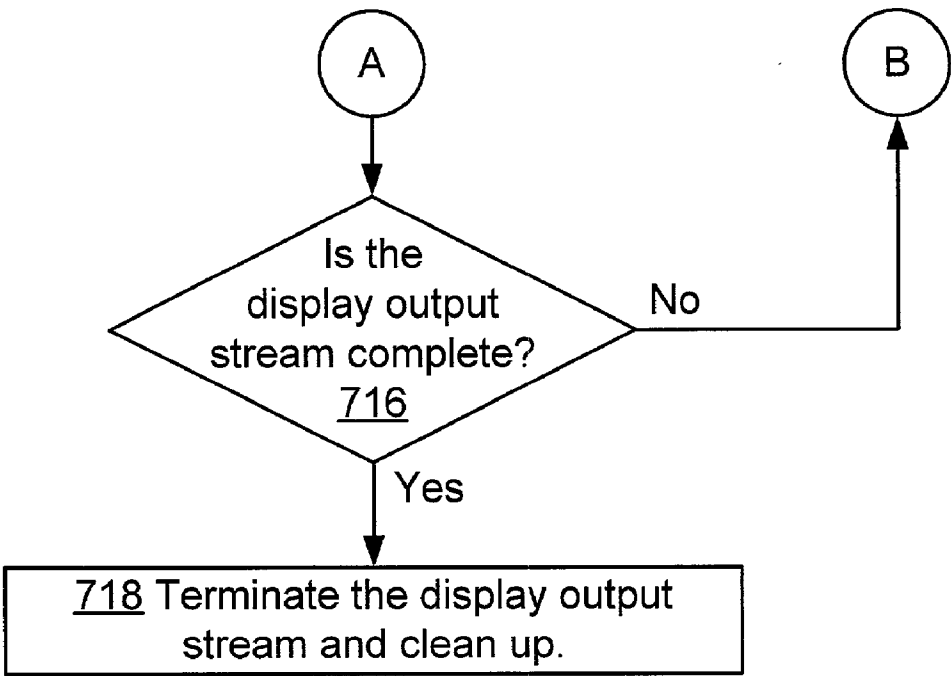 A
B
Is the
display output
stream complete?
716
No
Yes
718 Terminate the display output
stream and clean up.